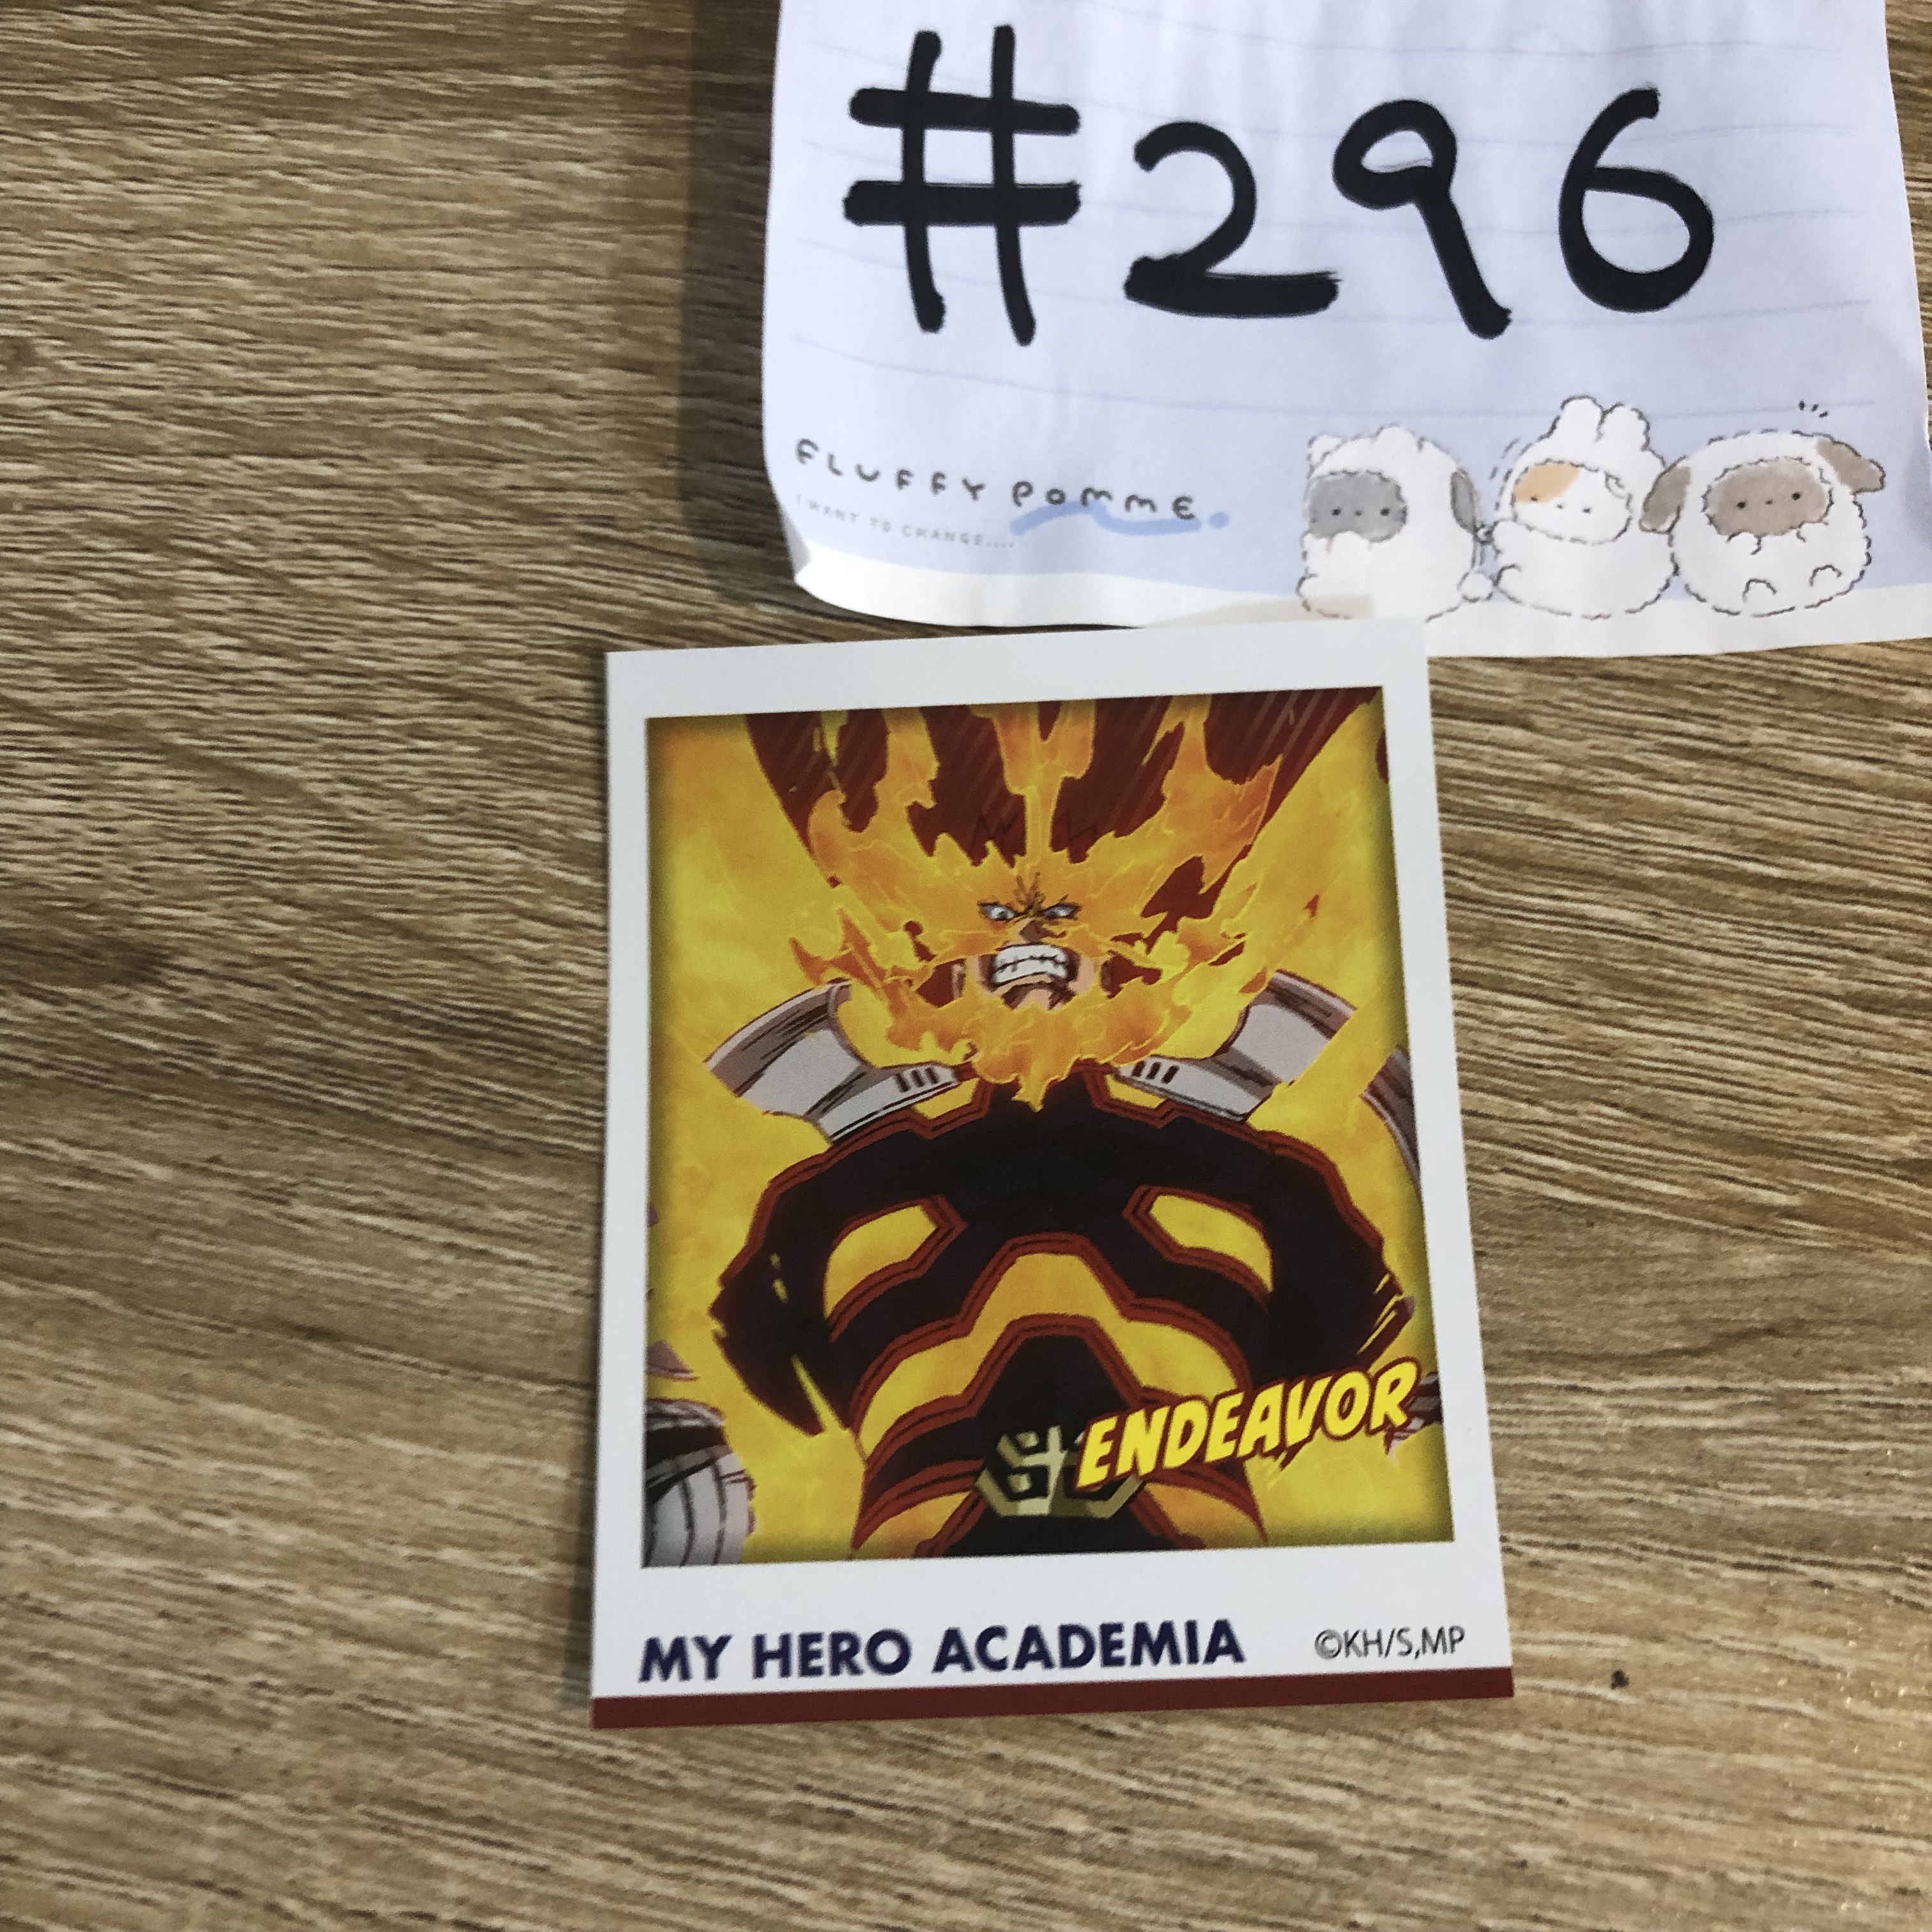 #296
FLUFFY POMME.
I WANT TO CHANGE....
ENDEAVOR
MY HERO ACADEMIA ©KH/S,MP